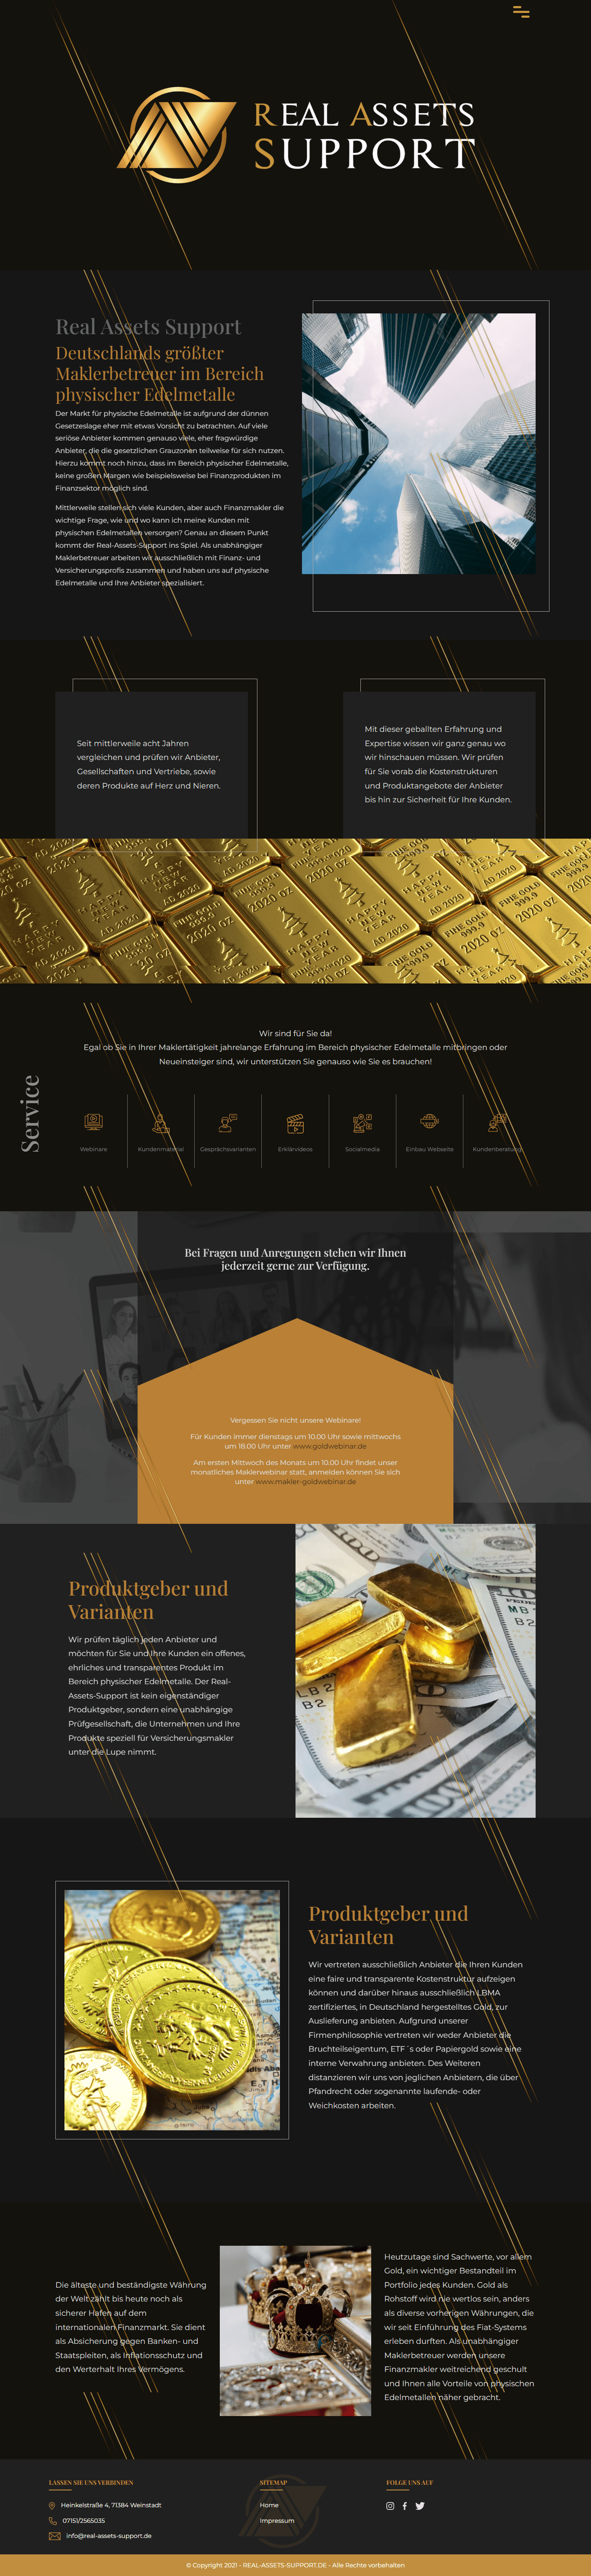 REAL ASSETS
SUPPORT
Real Assets Support
Deutschlands größter
Maklerbetreuer im Bereich
physischer Edelmetalle
Der Markt für physische Edelmetalle ist aufgrund der dünnen
Gesetzeslage eher mit etwas Vorsicht zu betrachten. Auf viele
seriöse Anbieter kommen genauso viele, eher fragwürdige
Anbieter, die die gesetzlichen Grauzonen teilweise für sich nutzen.
Hierzu kommt noch hinzu, dass im Bereich physischer Edelmetalle,
keine großen Margen wie beispielsweise bei Finanzprodukten im
Finanzsektor möglich sind.
Mittlerweile stellen sich viele Kunden, aber auch Finanzmakler die
wichtige Frage, wie und wo kann ich meine Kunden mit
physischen Edelmetallen versorgen? Genau an diesem Punkt
kommt der Real-Assets-Support ins Spiel. Als unabhängiger
Maklerbetreuer arbeiten wir ausschließlich mit Finanz- und
Versicherungsprofis zusammen und haben uns auf physische
Edelmetalle und Ihre Anbieter spezialisiert.
Seit mittlerweile acht Jahren
vergleichen und prüfen wir Anbieter,
Gesellschaften und Vertriebe, sowie
deren Produkte auf Herz und Nieren.
Mit dieser geballten Erfahrung und
Expertise wissen wir ganz genau wo
wir hinschauen müssen. Wir prüfen
für Sie vorab die Kostenstrukturen
und Produktangebote der Anbieter
bis hin zur Sicherheit für Ihre Kunden.
HAPPY
NEW
YEAR
AD 2020
FINE GOLD
999.9
2020 OZ
Wir sind für Sie da!
Egal ob Sie in Ihrer Maklertätigkeit jahrelange Erfahrung im Bereich physischer Edelmetalle mitbringen oder
Neueinsteiger sind, wir unterstützen Sie genauso wie Sie es brauchen!
Service
Webinare
Kundenmaterial
Gesprächsvarianten
Erklärvideos
Socialmedia
Einbau Webseite
Kundenberatung
Bei Fragen und Anregungen stehen wir Ihnen
jederzeit gerne zur Verfügung.
Vergessen Sie nicht unsere Webinare!
Für Kunden immer dienstags um 10.00 Uhr sowie mittwochs
um 18.00 Uhr unter www.goldwebinar.de
Am ersten Mittwoch des Monats um 10:00 Uhr findet unser
monatliches Maklerwebinar statt, anmelden können Sie sich
unter www.makler-goldwebinar.de
Produktgeber und
Varianten
Wir prüfen täglich jeden Anbieter und
möchten für Sie und Ihre Kunden ein offenes,
ehrliches und transparentes Produkt im
Bereich physischer Edelmetalle. Der Real-
Assets-Support ist kein eigenständiger
Produktgeber, sondern eine unabhängige
Prüfgesellschaft, die Unternehmen und Ihre
Produkte speziell für Versicherungsmakler
unter die Lupe nimmt.
Produktgeber und
Varianten
Wir vertreten ausschließlich Anbieter die Ihren Kunden
eine faire und transparente Kostenstruktur aufzeigen
können und darüber hinaus ausschließlich LBMA
zertifiziertes, in Deutschland hergestelltes Gold, zur
Auslieferung anbieten. Aufgrund unserer
Firmenphilosophie vertreten wir weder Anbieter die
Bruchteilseigentum, ETF´s oder Papiergold sowie eine
interne Verwahrung anbieten. Des Weiteren
distanzieren wir uns von jeglichen Anbietern, die über
Pfandrecht oder sogenannte laufende- oder
Weichkosten arbeiten.
Die älteste und beständigste Währung
der Welt zählt bis heute noch als
sicherer Hafen auf dem
internationalen Finanzmarkt. Sie dient
als Absicherung gegen Banken- und
Staatspleiten, als Inflationsschutz und
den Werterhalt Ihres Vermögens.
Heutzutage sind Sachwerte, vor allem
Gold, ein wichtiger Bestandteil im
Portfolio jedes Kunden. Gold als
Rohstoff wird nie wertlos sein, anders
als diverse vorherigen Währungen, die
wir seit Einführung des Fiat-Systems
erleben durften. Als unabhängiger
Maklerbetreuer werden unsere
Finanzmakler weitreichend geschult
und Ihnen alle Vorteile von physischen
Edelmetallen näher gebracht.
LASSEN SIE UNS VERBINDEN
Heinkelstraße 4, 71384 Weinstadt
07151/2565035
info@real-assets-support.de
SITEMAP
Home
Impressum
FOLGE UNS AUF
© Copyright 2021 - REAL-ASSETS-SUPPORT.DE - Alle Rechte vorbehalten